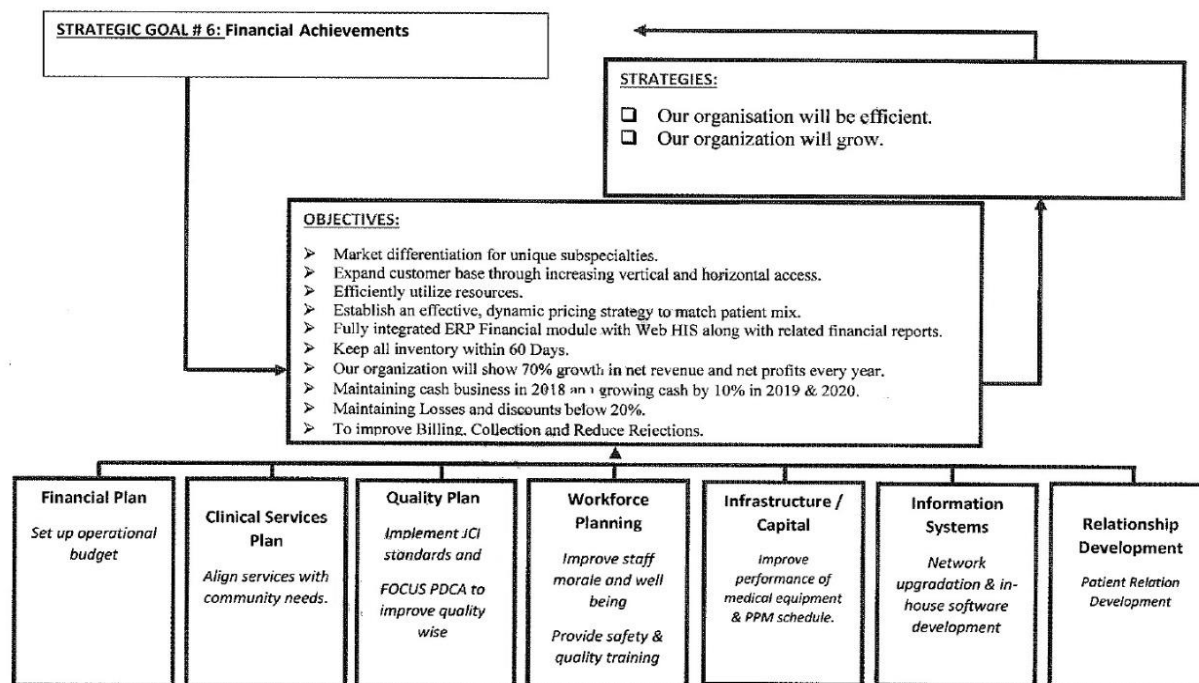 STRATEGIC GOAL # 6: Financial Achievements
STRATEGIES:
❑ Our organisation will be efficient.
❑ Our organization will grow.
OBJECTIVES:
➢ Market differentiation for unique subspecialties.
➢ Expand customer base through increasing vertical and horizontal access.
➢ Efficiently utilize resources.
➢ Establish an effective, dynamic pricing strategy to match patient mix.
➢ Fully integrated ERP Financial module with Web HIS along with related financial reports.
➢ Keep all inventory within 60 Days.
➢ Our organization will show 70% growth in net revenue and net profits every year.
➢ Maintaining cash business in 2018 and growing cash by 10% in 2019 & 2020.
➢ Maintaining Losses and discounts below 20%.
➢ To improve Billing, Collection and Reduce Rejections.
Financial Plan
Set up operational
budget
Clinical Services
Plan
Align services with
community needs.
Quality Plan
Implement JCI
standards and
FOCUS PDCA to
improve quality
wise
Workforce
Planning
Improve staff
morale and well
being
Provide safety &
quality training
Infrastructure /
Capital
Improve
performance of
medical equipment
& PPM schedule.
Information
Systems
Network
upgradation & in-
house software
development
Relationship
Development
Patient Relation
Development